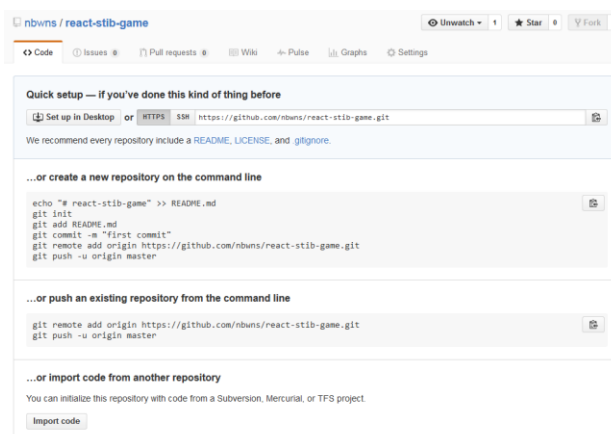 nbwns / react-stib-game
Unwatch 1 Star 0 Fork
Code Issues 0 Pull requests 0 Wiki Pulse Graphs Settings
Quick setup — if you've done this kind of thing before
Set up in Desktop or HTTPS SSH https://github.com/nbwns/react-stib-game.git
We recommend every repository include a README, LICENSE, and .gitignore.
…or create a new repository on the command line
echo "# react-stib-game" >> README.md
git init
git add README.md
git commit -m "first commit"
git remote add origin https://github.com/nbwns/react-stib-game.git
git push -u origin master
…or push an existing repository from the command line
git remote add origin https://github.com/nbwns/react-stib-game.git
git push -u origin master
…or import code from another repository
You can initialize this repository with code from a Subversion, Mercurial, or TFS project.
Import code